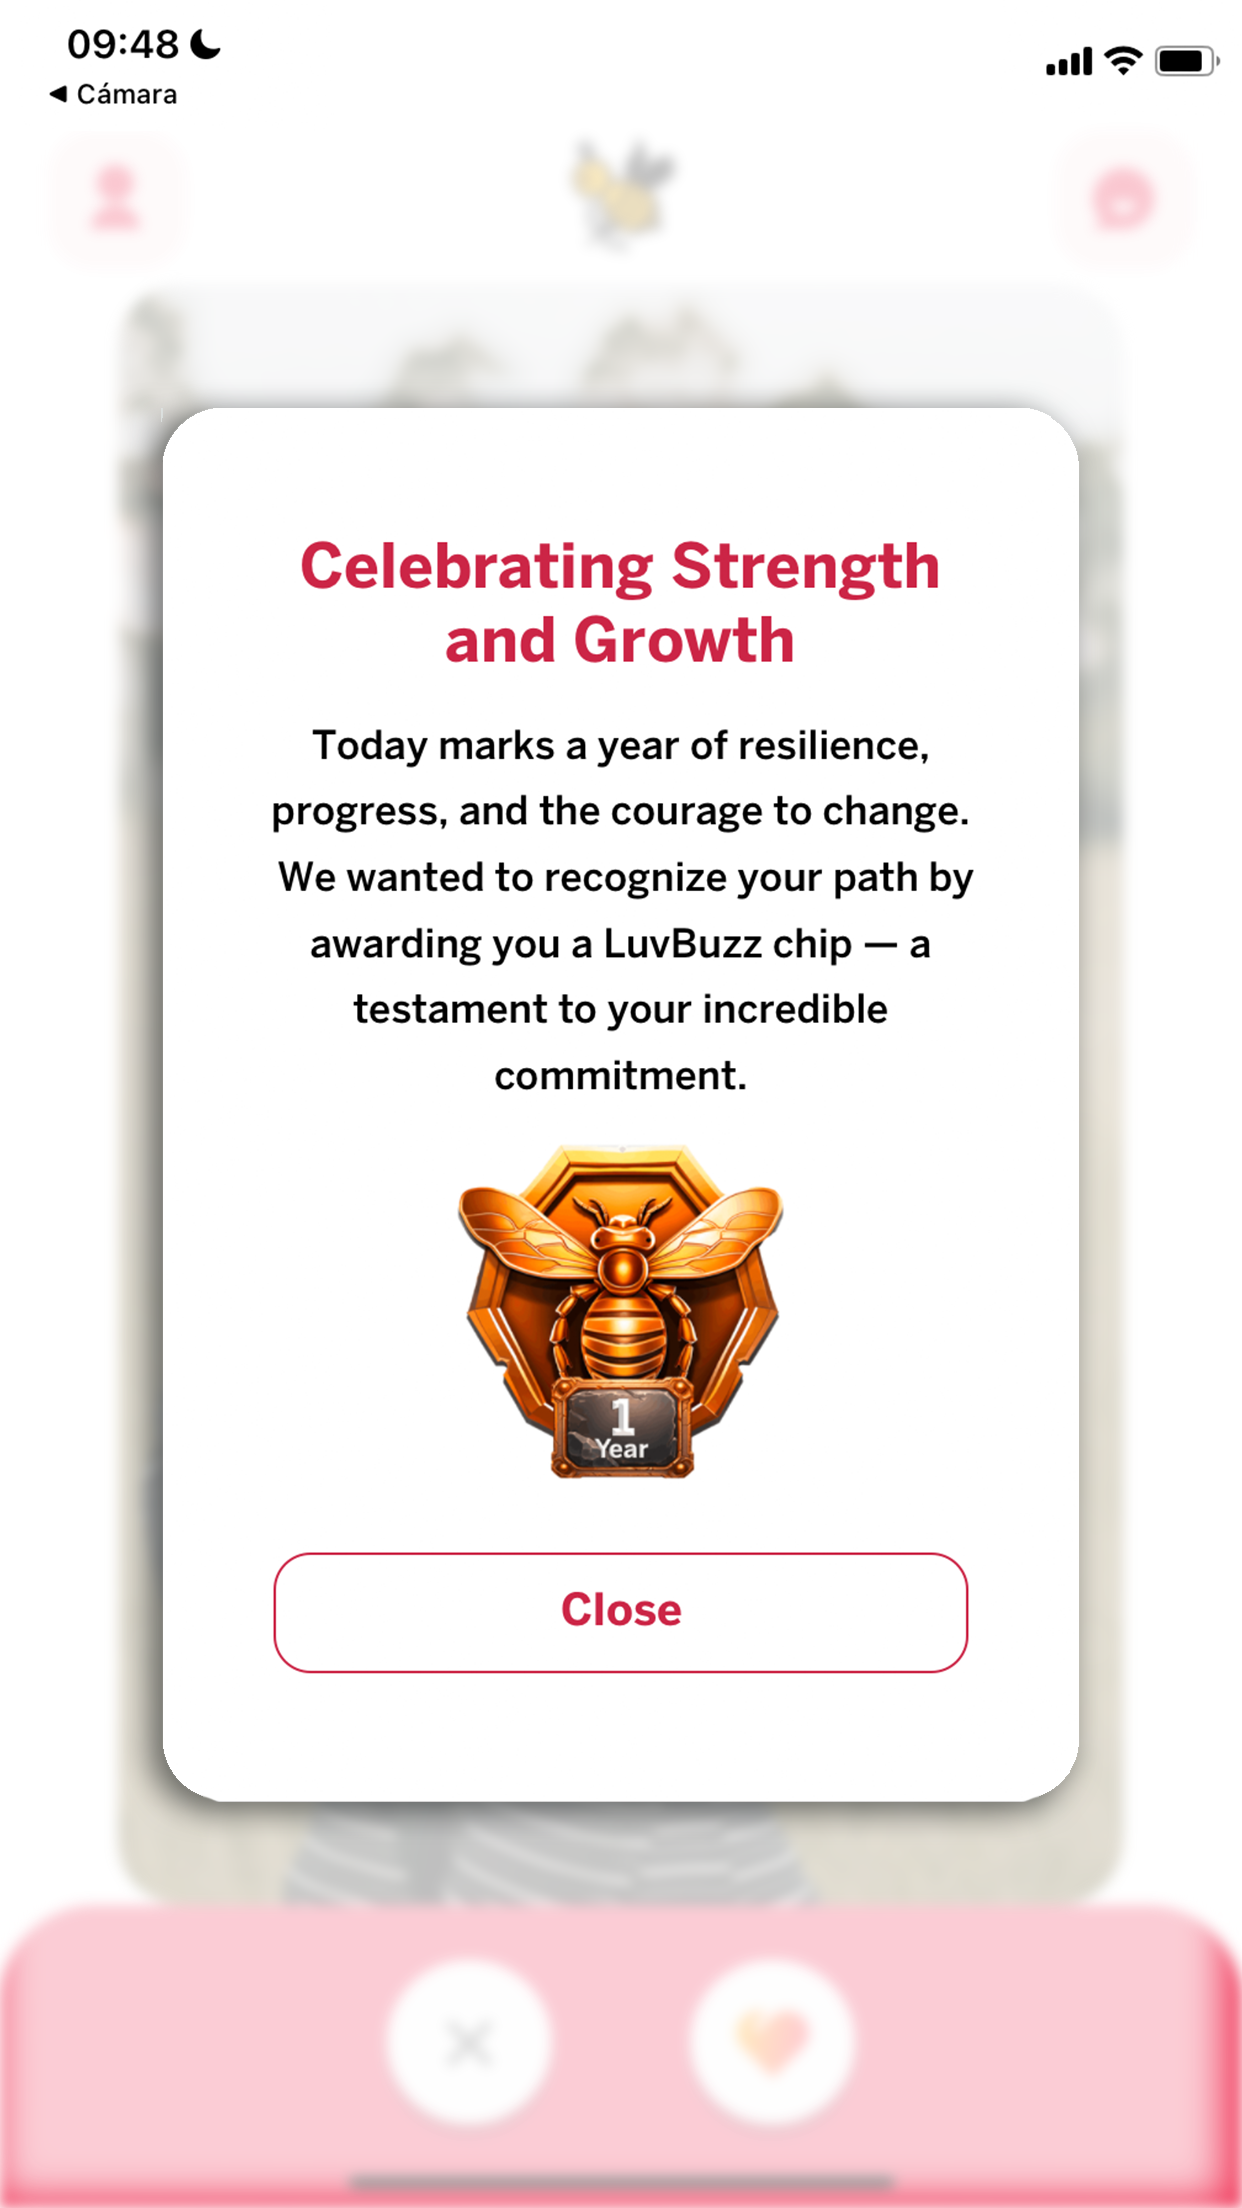 09:48
◀ Cámara
Celebrating Strength
and Growth
Today marks a year of resilience,
progress, and the courage to change.
We wanted to recognize your path by
awarding you a LuvBuzz chip — a
testament to your incredible
commitment.
1
Year
Close